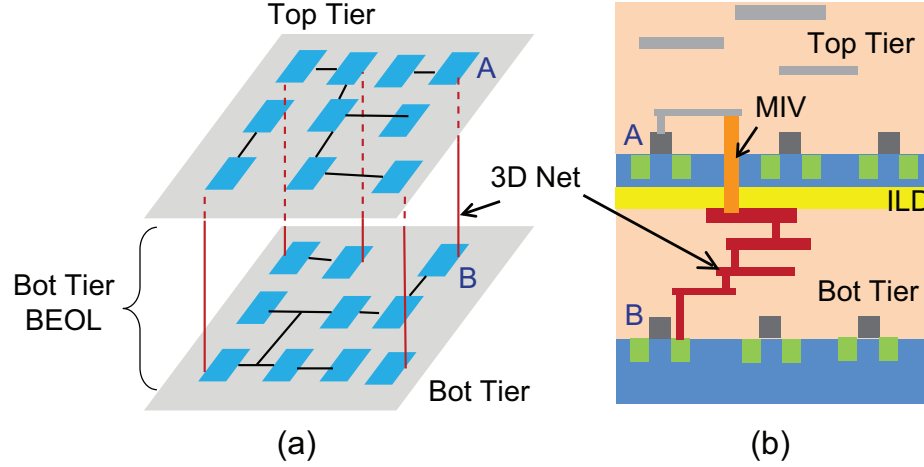 Top Tier
A
3D Net
B
Bot Tier
BEOL
Bot Tier
(a)
Top Tier
MIV
A
ILD
Bot Tier
B
(b)